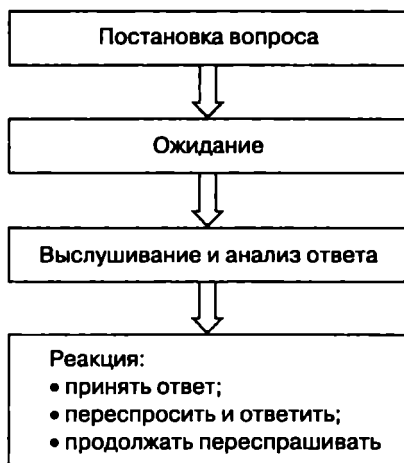 Постановка вопроса
Ожидание
Выслушивание и анализ ответа
Реакция:
• принять ответ;
• переспросить и ответить;
• продолжать переспрашивать